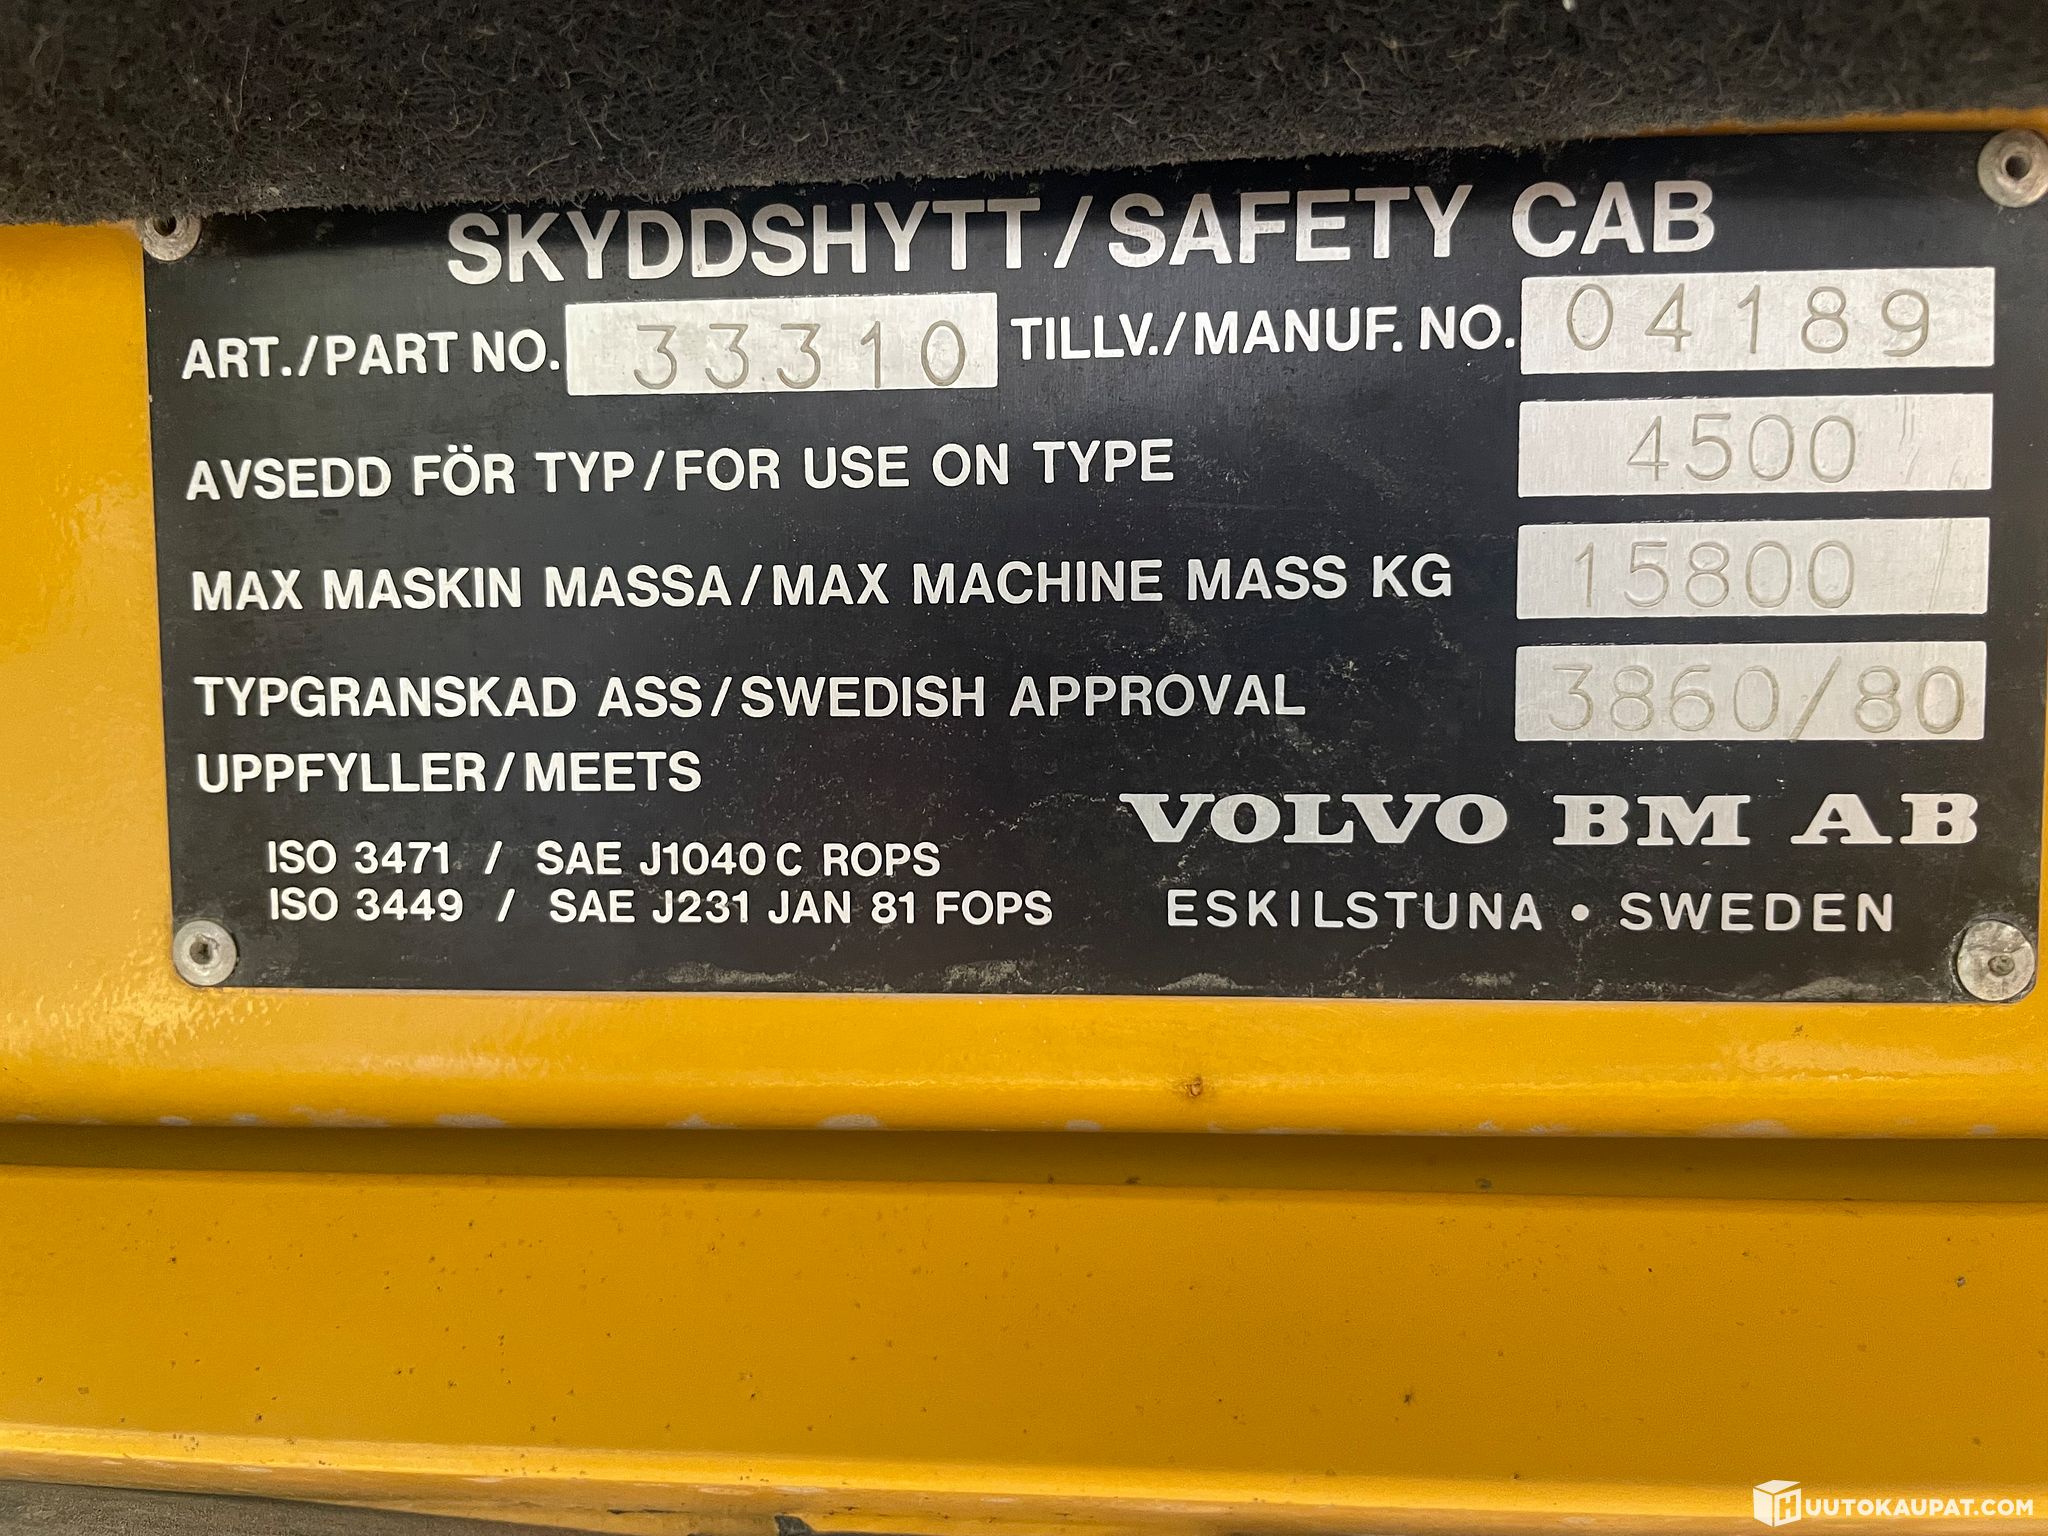 SKYDDSHYTT/SAFETY CAB
ART./PART NO. 33310 TILLV./MANUF. NO. 04189
AVSEDD FÖR TYP/FOR USE ON TYPE 4500
MAX MASKIN MASSA/MAX MACHINE MASS KG 15800
TYPGRANSKAD ASS/SWEDISH APPROVAL 3860/80
UPPFYLLER/MEETS
ISO 3471 / SAE J1040C ROPS
ISO 3449 / SAE J231 JAN 81 FOPS
VOLVO BM AB
ESKILSTUNA • SWEDEN
HUUTOKAUPAT.COM